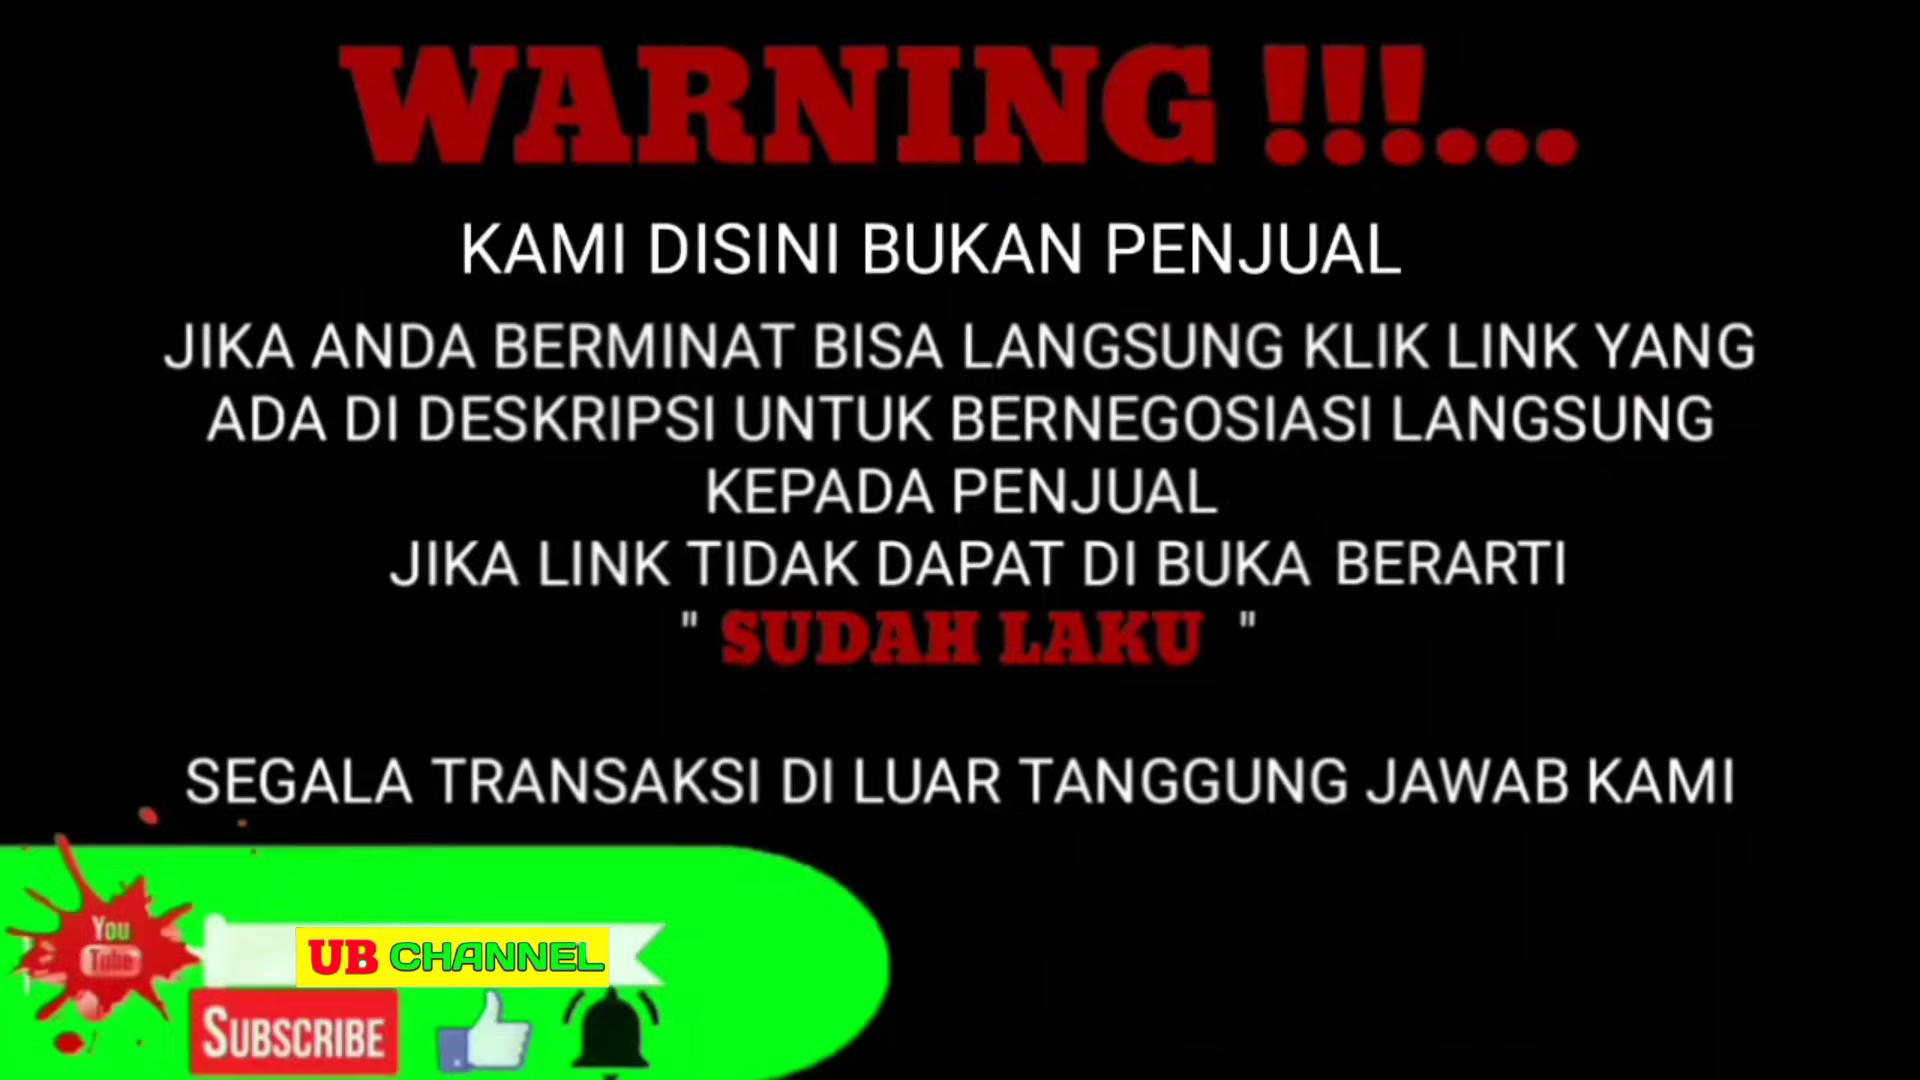 WARNING !!!...
KAMI DISINI BUKAN PENJUAL
JIKA ANDA BERMINAT BISA LANGSUNG KLIK LINK YANG
ADA DI DESKRIPSI UNTUK BERNEGOSIASI LANGSUNG
KEPADA PENJUAL
JIKA LINK TIDAK DAPAT DI BUKA BERARTI
" SUDAH LAKU "
SEGALA TRANSAKSI DI LUAR TANGGUNG JAWAB KAMI
You
Tube
UB CHANNEL
SUBSCRIBE